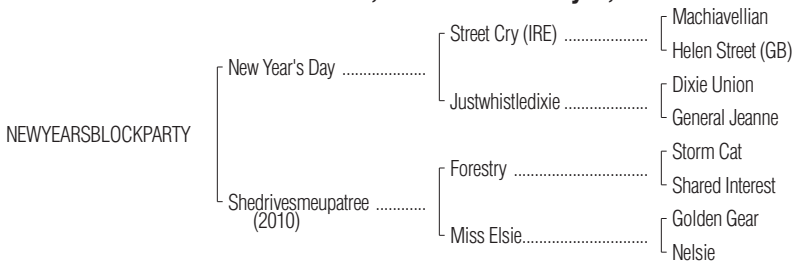 Machiavellian
Street Cry (IRE) ..................
Helen Street (GB)
New Year's Day ....................
Dixie Union
Justwhistledixie ....................
General Jeanne
NEWYEARSBLOCKPARTY
Storm Cat
Forestry ................................
Shared Interest
Shedrivesmeupatree ............
(2010)
Golden Gear
Miss Elsie..............................
Nelsie